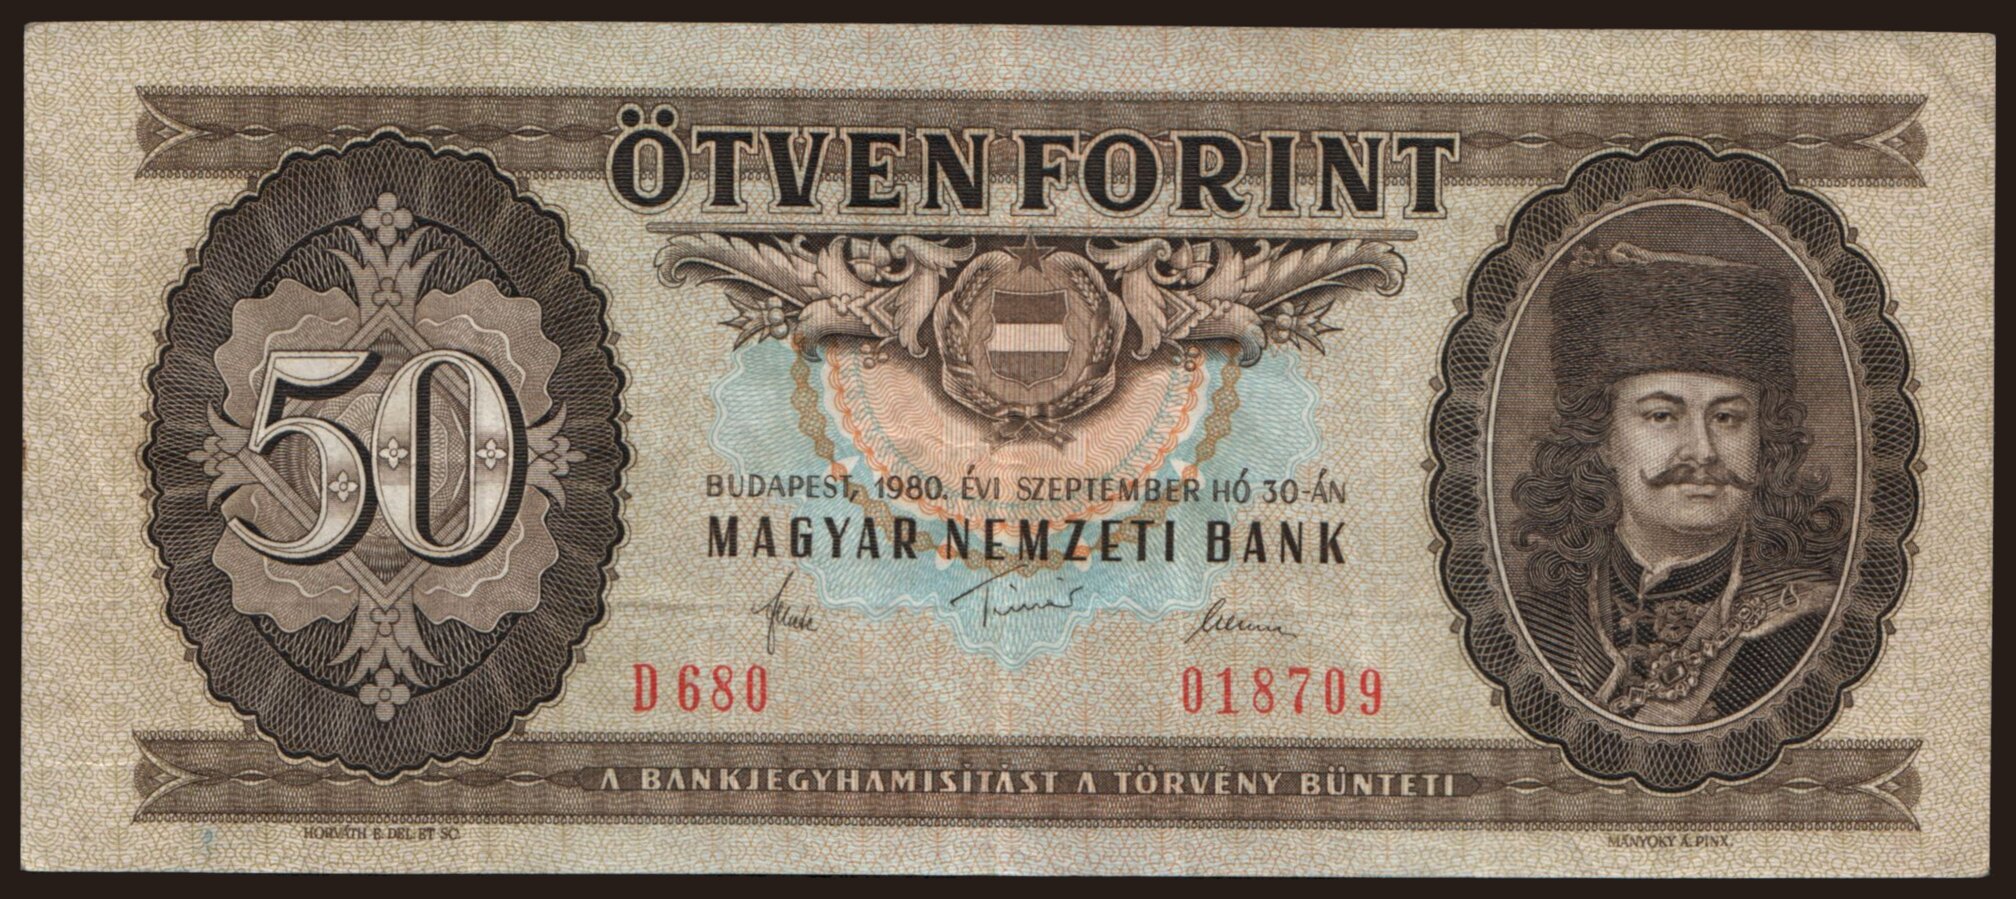 ÖTVEN FORINT
50
BUDAPEST, 1980. ÉVI SZEPTEMBER HÓ 30-ÁN
MAGYAR NEMZETI BANK
Timár
D 680 018709
A BANKJEGYHAMISÍTÁST A TÖRVÉNY BÜNTETI
HORVÁTH E. DEL. ET SC. MÁNYOKY Á. PINX.